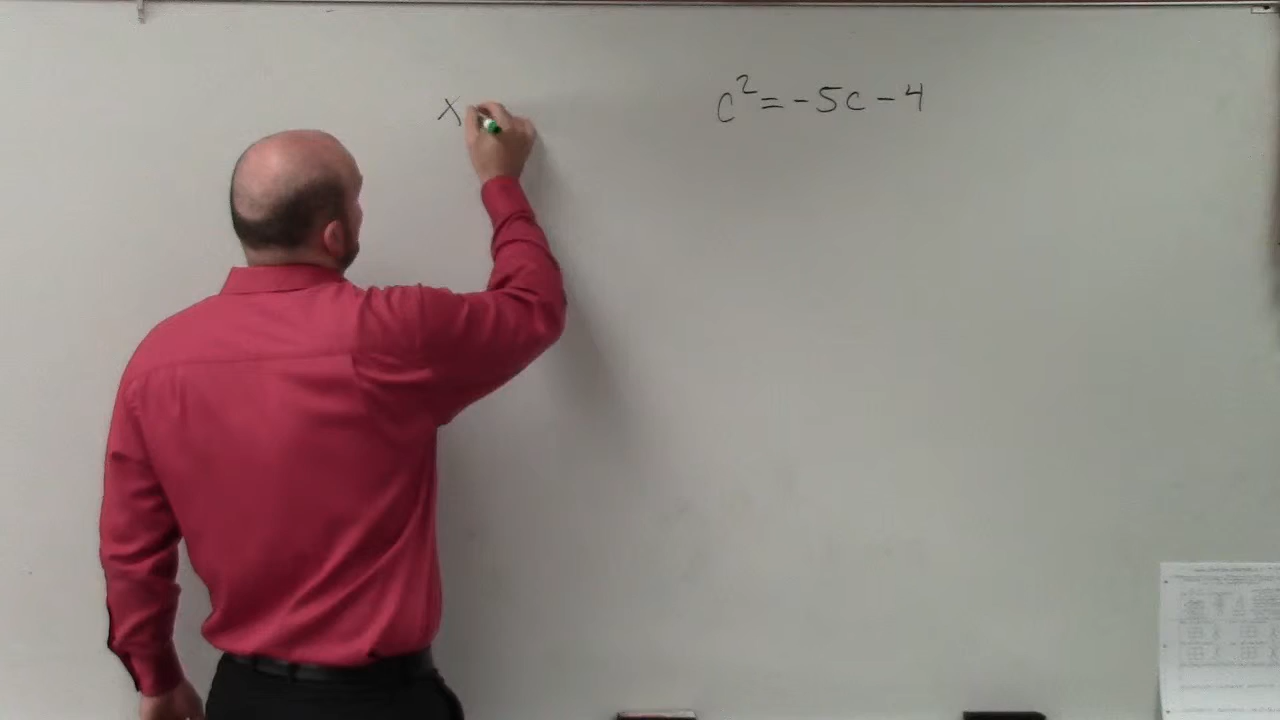 x
c² = -5c - 4